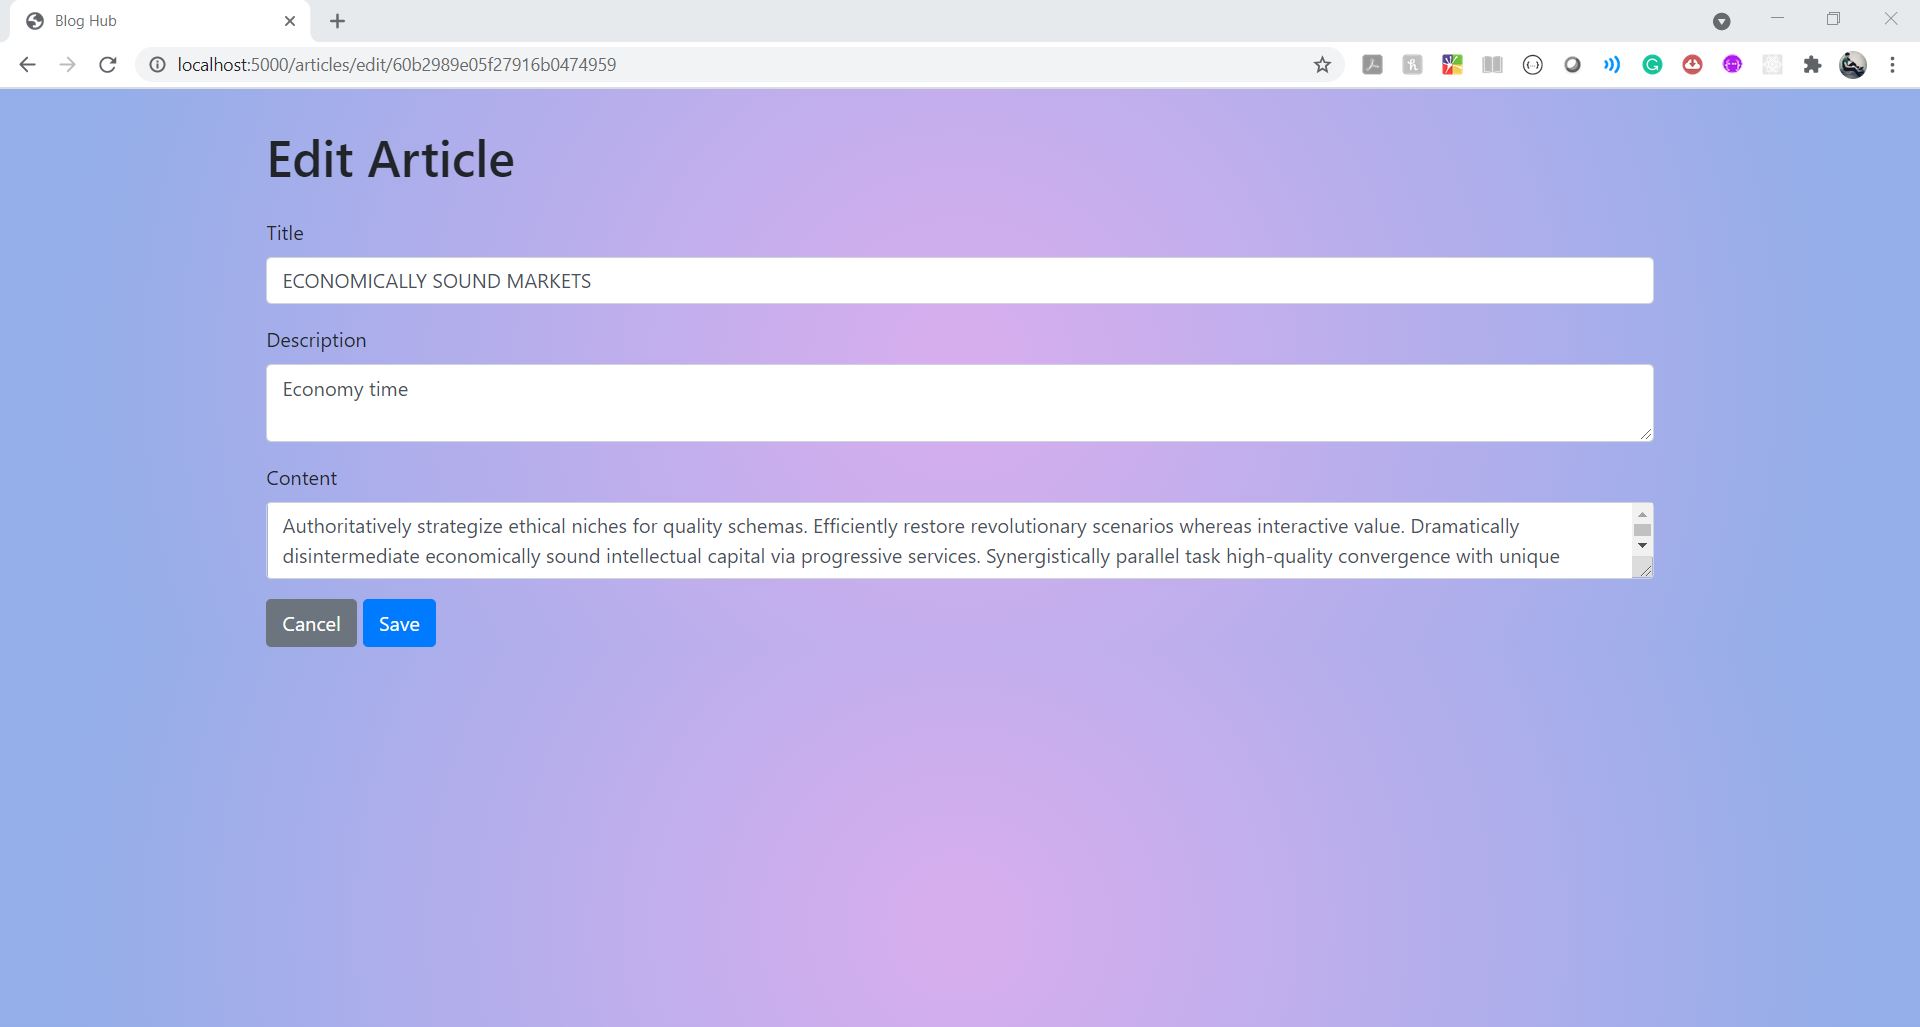 Blog Hub
localhost:5000/articles/edit/60b2989e05f27916b0474959
Edit Article
Title
ECONOMICALLY SOUND MARKETS
Description
Economy time
Content
Authoritatively strategize ethical niches for quality schemas. Efficiently restore revolutionary scenarios whereas interactive value. Dramatically
disintermediate economically sound intellectual capital via progressive services. Synergistically parallel task high-quality convergence with unique
Cancel Save